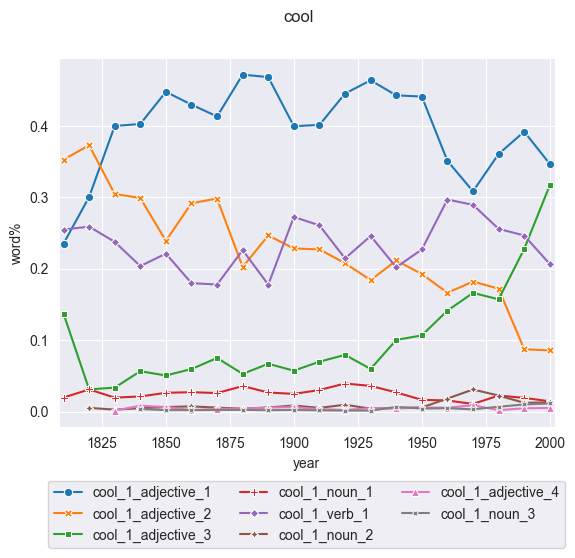 cool
0.4
0.3
0.2
0.1
0.0
word%
1825 1850 1875 1900 1925 1950 1975 2000
year
cool_1_adjective_1 cool_1_noun_1 cool_1_adjective_4
cool_1_adjective_2 cool_1_verb_1 cool_1_noun_3
cool_1_adjective_3 cool_1_noun_2